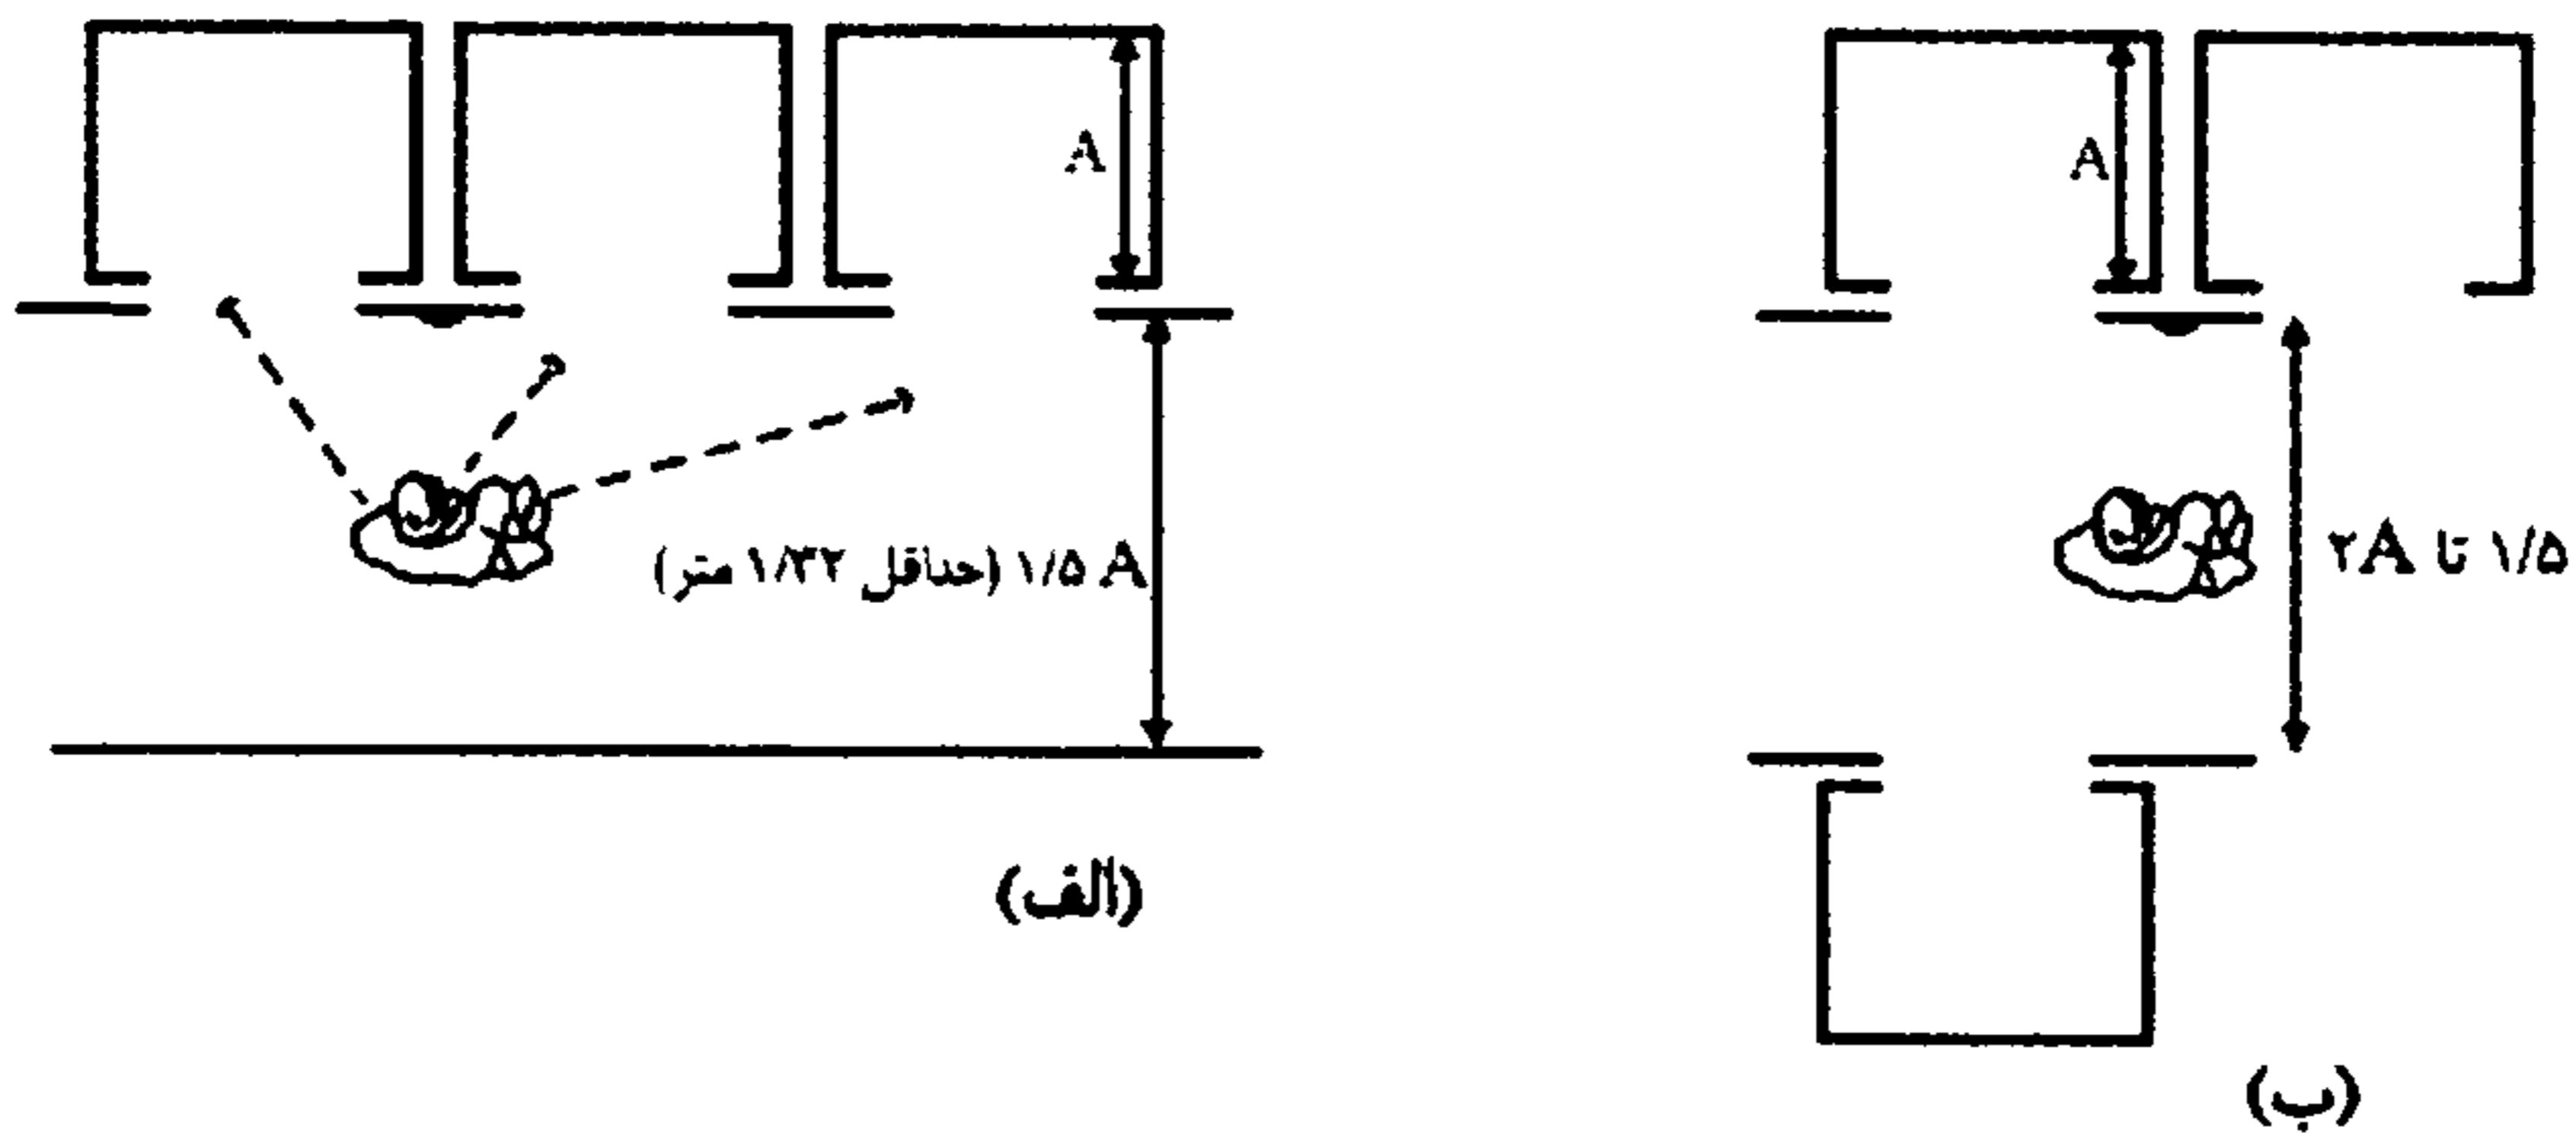 A
A
۱/۵ A (حداقل ۱/۳۲ متر)
۱/۵ تا ۲A
(الف)
(ب)